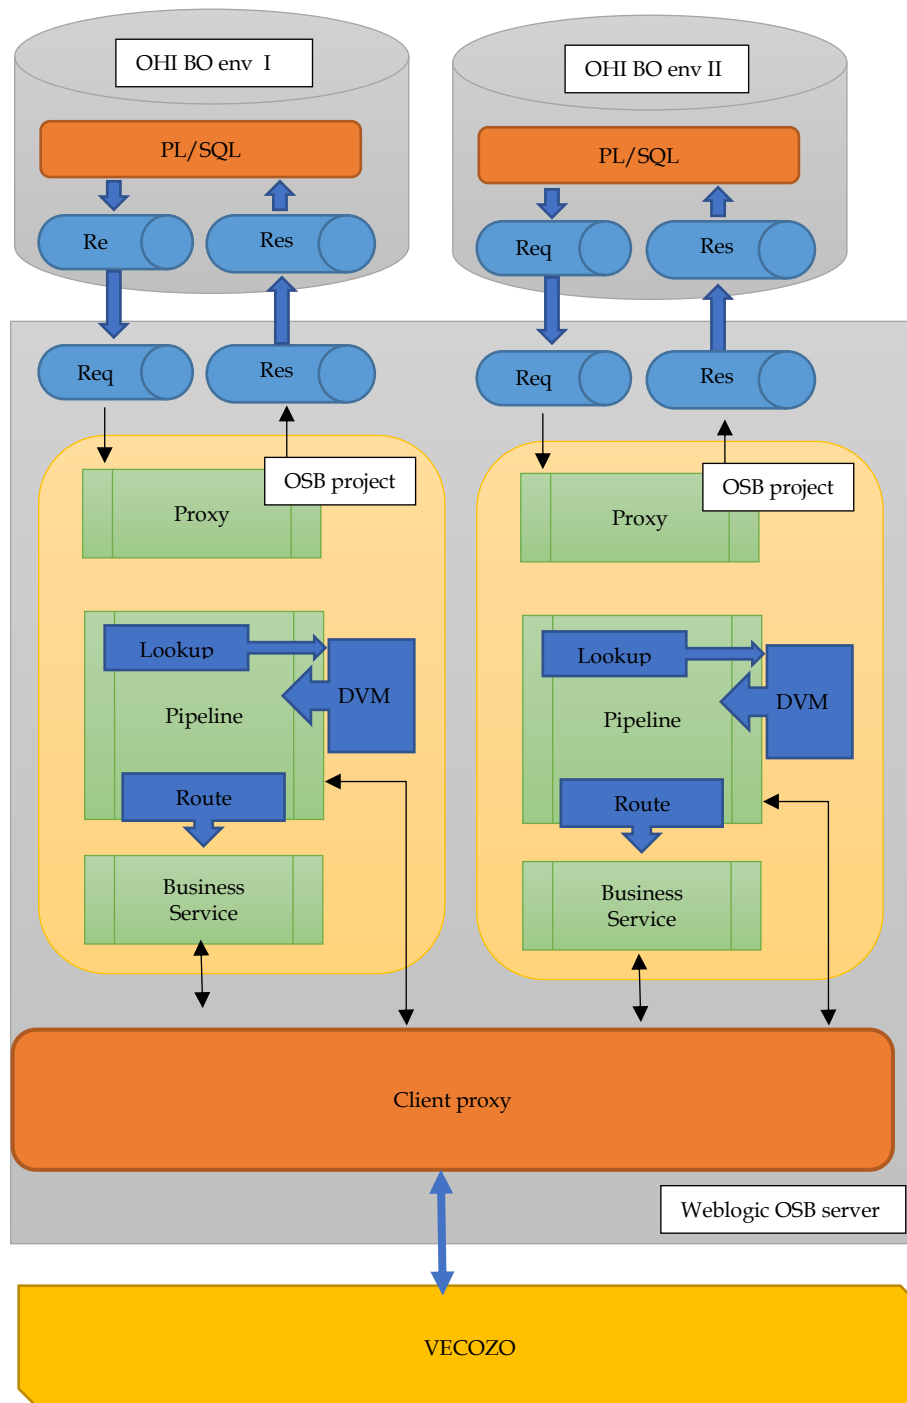 OHI BO env  I
OHI BO env II
PL/SQL
PL/SQL
Re
Res
Req
Res
Req
Res
Req
Res
OSB project
OSB project
Proxy
Proxy
Lookup
Lookup
DVM
DVM
Pipeline
Pipeline
Route
Route
Business
Service
Business
Service
Client proxy
Weblogic OSB server
VECOZO